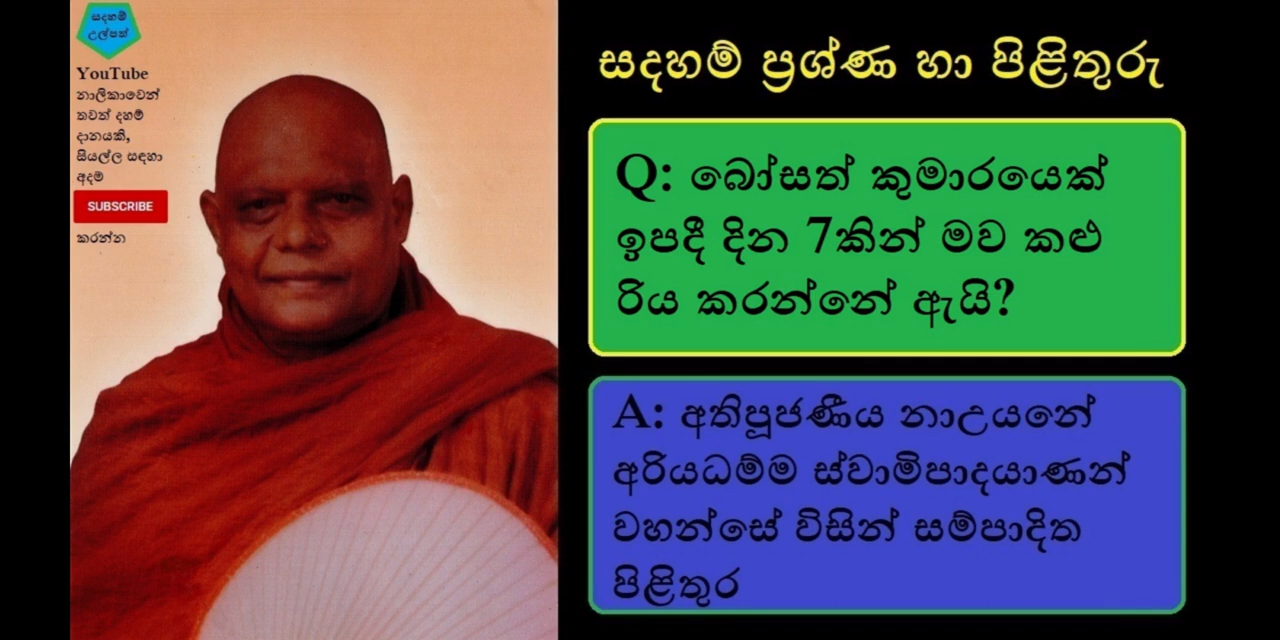 සදහම්
උල්පත්
YouTube
නාලිකාවෙන්
තවත් දහම්
දානයකි,
සියල්ල සඳහා
අදම
SUBSCRIBE
කරන්න
සදහම් ප්‍රශ්ණ හා පිළිතුරු
Q: බෝසත් කුමාරයෙක්
ඉපදී දින 7කින් මව කළු
රිය කරන්නේ ඇයි?
A: අතිපූජණීය නාඋයනේ
අරියධම්ම ස්වාමිපාදයාණන්
වහන්සේ විසින් සම්පාදිත
පිළිතුර